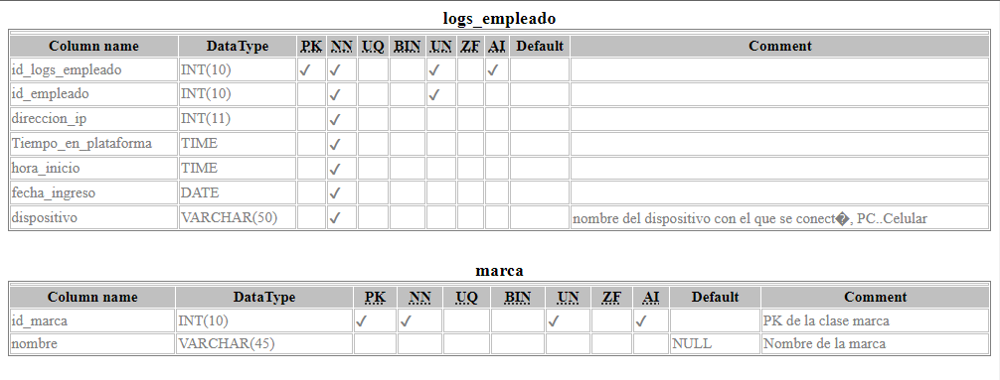 logs_empleado
Column name DataType PK NN UQ BIN UN ZF AI Default Comment
id_logs_empleado INT(10) ✓ ✓ ✓ ✓
id_empleado INT(10) ✓ ✓
direccion_ip INT(11) ✓
Tiempo_en_plataforma TIME ✓
hora_inicio TIME ✓
fecha_ingreso DATE ✓
dispositivo VARCHAR(50) ✓ nombre del dispositivo con el que se conect�, PC..Celular
marca
Column name DataType PK NN UQ BIN UN ZF AI Default Comment
id_marca INT(10) ✓ ✓ ✓ ✓ PK de la clase marca
nombre VARCHAR(45) NULL Nombre de la marca